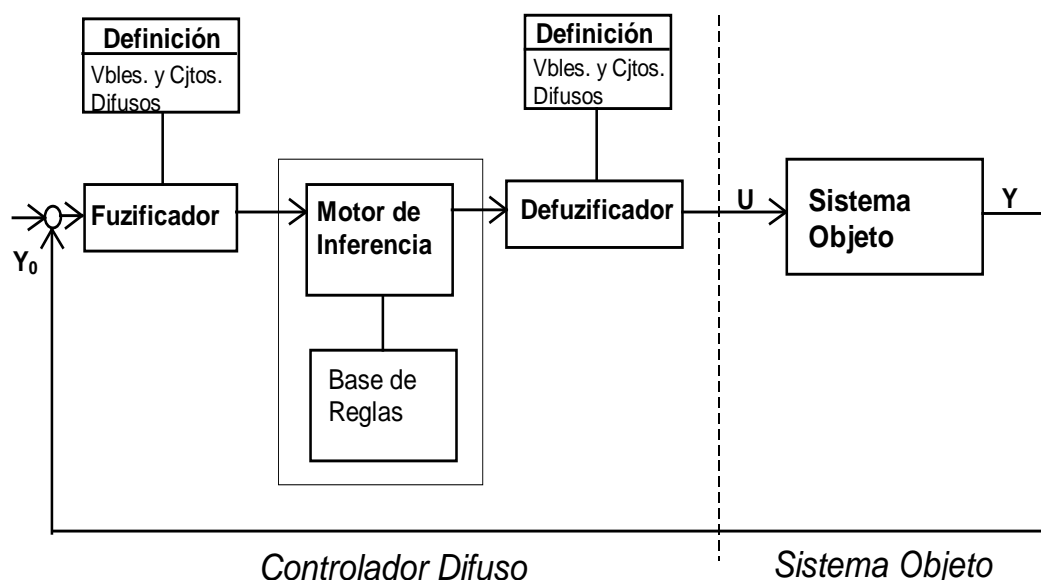 Definición
Vbles. y Cjtos.
Difusos
Definición
Vbles. y Cjtos.
Difusos
Fuzificador
Motor de
Inferencia
Defuzificador
U
Sistema
Objeto
Y
Y₀
Base de
Reglas
Controlador Difuso
Sistema Objeto